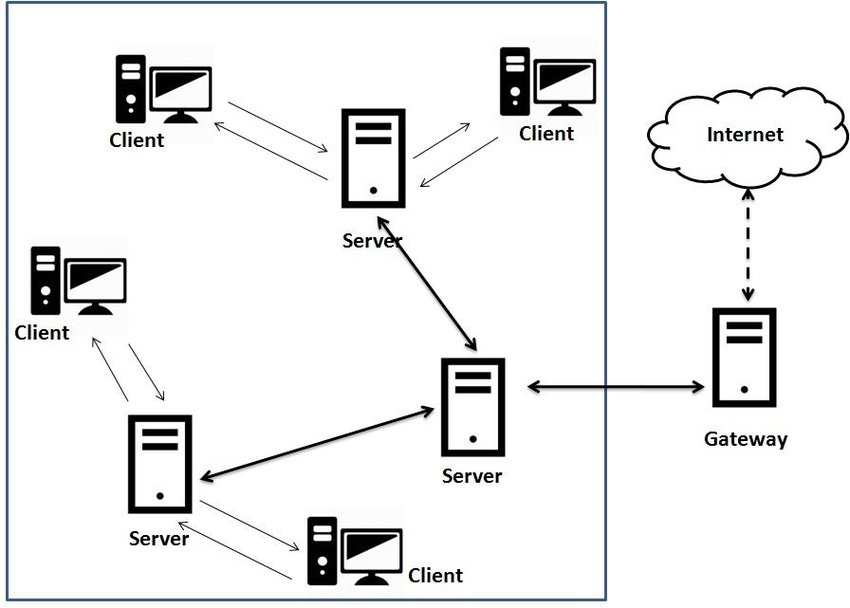 Client
Client
Internet
Server
Client
Gateway
Server
Server
Client